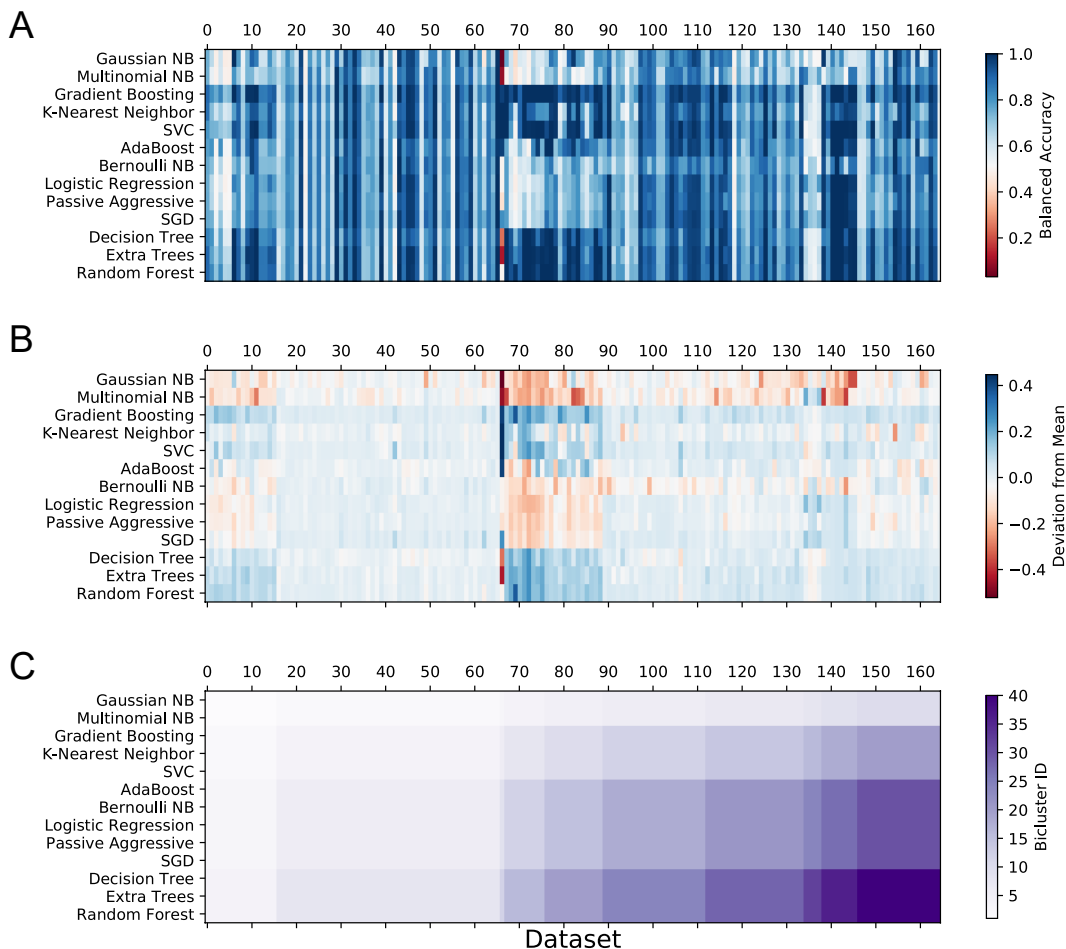 A
0 10 20 30 40 50 60 70 80 90 100 110 120 130 140 150 160
Gaussian NB
Multinomial NB
Gradient Boosting
K-Nearest Neighbor
SVC
AdaBoost
Bernoulli NB
Logistic Regression
Passive Aggressive
SGD
Decision Tree
Extra Trees
Random Forest
1.0
0.8
0.6
0.4
0.2
Balanced Accuracy
B
0 10 20 30 40 50 60 70 80 90 100 110 120 130 140 150 160
Gaussian NB
Multinomial NB
Gradient Boosting
K-Nearest Neighbor
SVC
AdaBoost
Bernoulli NB
Logistic Regression
Passive Aggressive
SGD
Decision Tree
Extra Trees
Random Forest
0.4
0.2
0.0
−0.2
−0.4
Deviation from Mean
C
0 10 20 30 40 50 60 70 80 90 100 110 120 130 140 150 160
Gaussian NB
Multinomial NB
Gradient Boosting
K-Nearest Neighbor
SVC
AdaBoost
Bernoulli NB
Logistic Regression
Passive Aggressive
SGD
Decision Tree
Extra Trees
Random Forest
40
35
30
25
20
15
10
5
Bicluster ID
Dataset